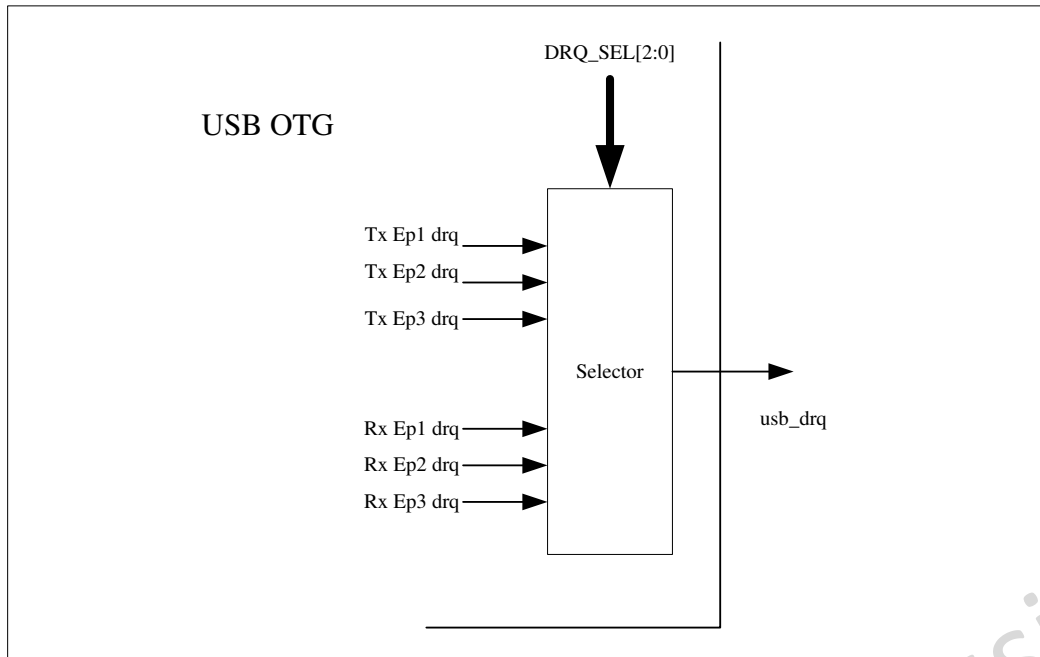 DRQ_SEL[2:0]
USB OTG
Tx Ep1 drq
Tx Ep2 drq
Tx Ep3 drq
Selector
usb_drq
Rx Ep1 drq
Rx Ep2 drq
Rx Ep3 drq